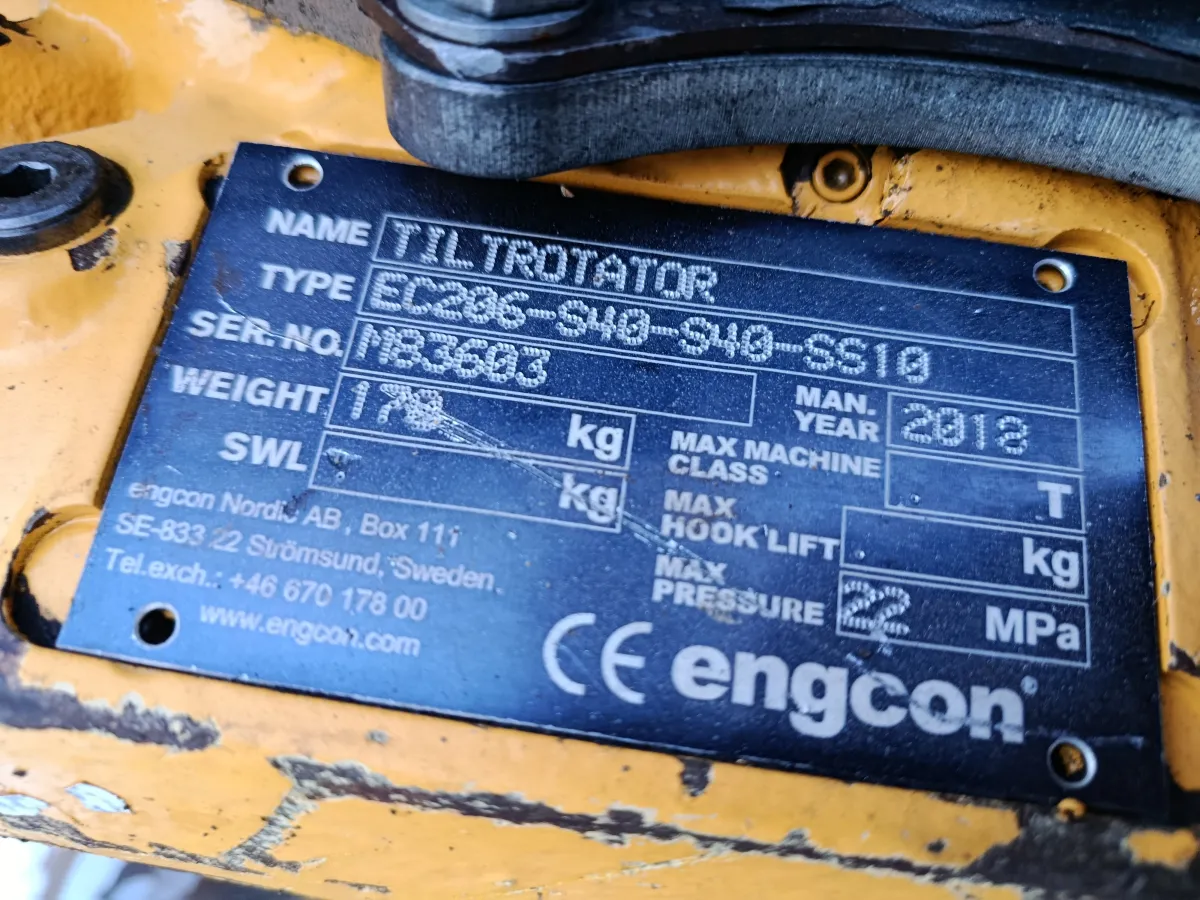 NAME TILTROTATOR
TYPE EC206-S40-S40-SS10
SER. NO. M83603
WEIGHT 170 kg
MAN. YEAR 2018
SWL kg
MAX MACHINE CLASS T
MAX HOOK LIFT kg
MAX PRESSURE 22 MPa
engcon Nordic AB, Box 111
SE-833 22 Strömsund, Sweden
Tel.exch.: +46 670 178 00
www.engcon.com
CE engcon